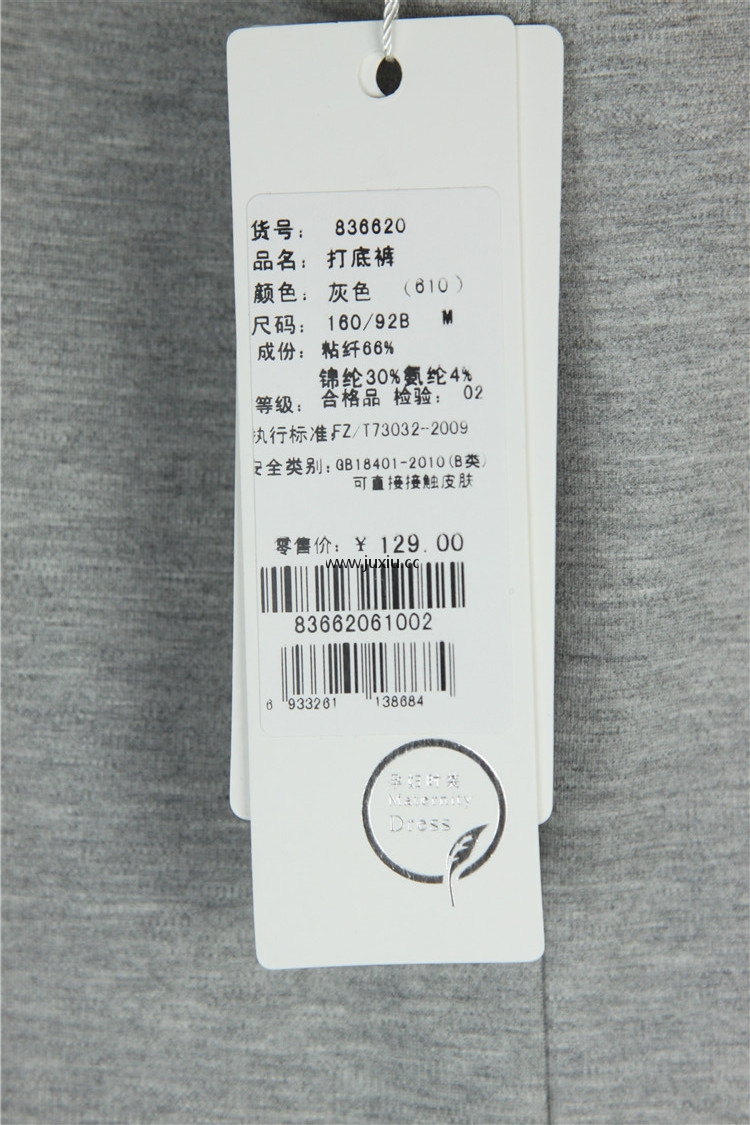 货号： 836620
品名： 打底裤
颜色： 灰色 （610）
尺码： 160/92B M
成份： 粘纤66%
锦纶30%氨纶4%
等级： 合格品 检验： 02
执行标准:FZ/T73032-2009
安全类别：GB18401-2010(B类)
可直接接触皮肤
零售价：￥ 129.00
www.juxiu.cc
83662061002
6 933261 138684
孕妇时装
Maternity
Dress